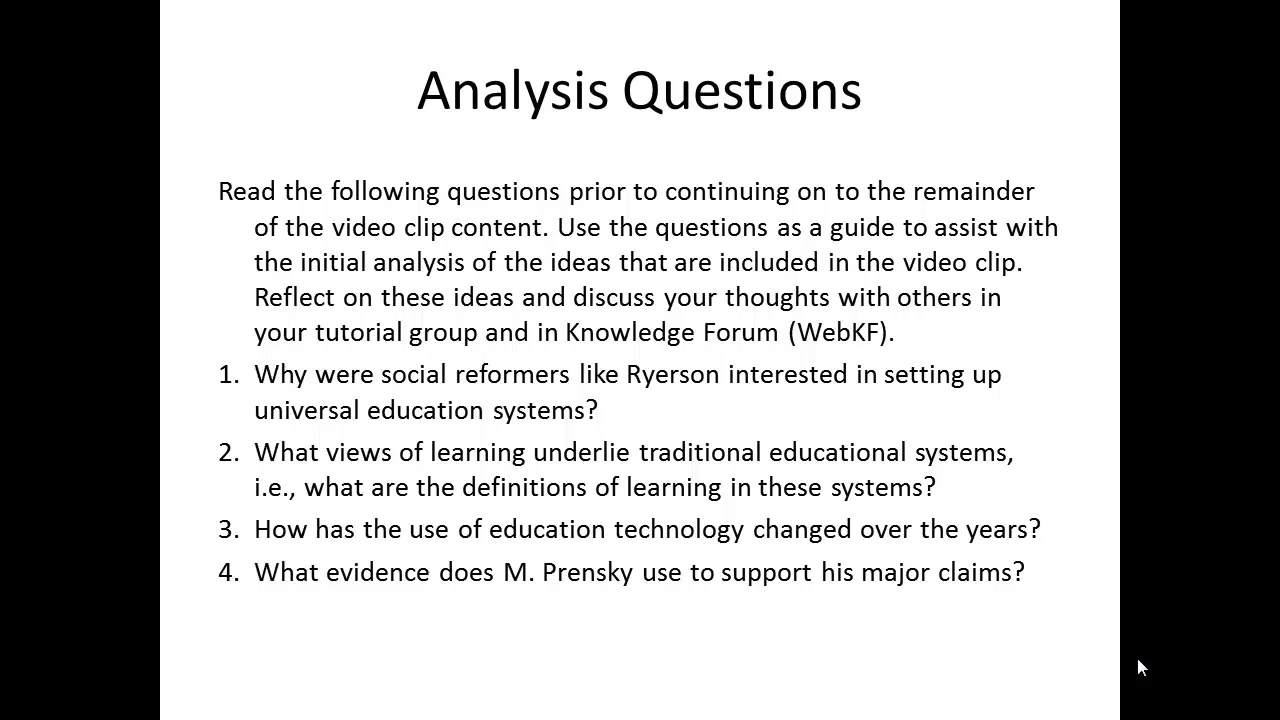 Analysis Questions
Read the following questions prior to continuing on to the remainder
of the video clip content. Use the questions as a guide to assist with
the initial analysis of the ideas that are included in the video clip.
Reflect on these ideas and discuss your thoughts with others in
your tutorial group and in Knowledge Forum (WebKF).
1. Why were social reformers like Ryerson interested in setting up
universal education systems?
2. What views of learning underlie traditional educational systems,
i.e., what are the definitions of learning in these systems?
3. How has the use of education technology changed over the years?
4. What evidence does M. Prensky use to support his major claims?